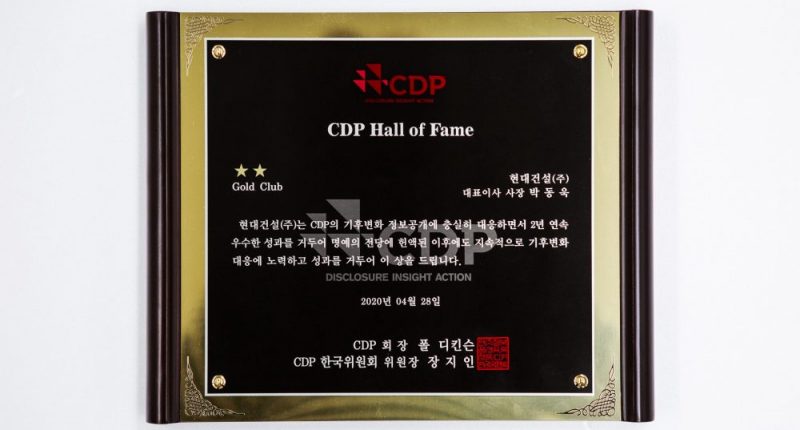 CDP
DISCLOSURE INSIGHT ACTION
CDP Hall of Fame
★★
Gold Club
현대건설(주)
대표이사 사장 박동욱
현대건설(주)는 CDP의 기후변화 정보공개에 충실히 대응하면서 2년 연속
우수한 성과를 거두어 명예의 전당에 헌액된 이후에도 지속적으로 기후변화
대응에 노력하고 성과를 거두어 이 상을 드립니다.
CDP
DISCLOSURE INSIGHT ACTION
2020년 04월 28일
CDP 회장 폴 디킨슨
CDP 한국위원회 위원장 장지인